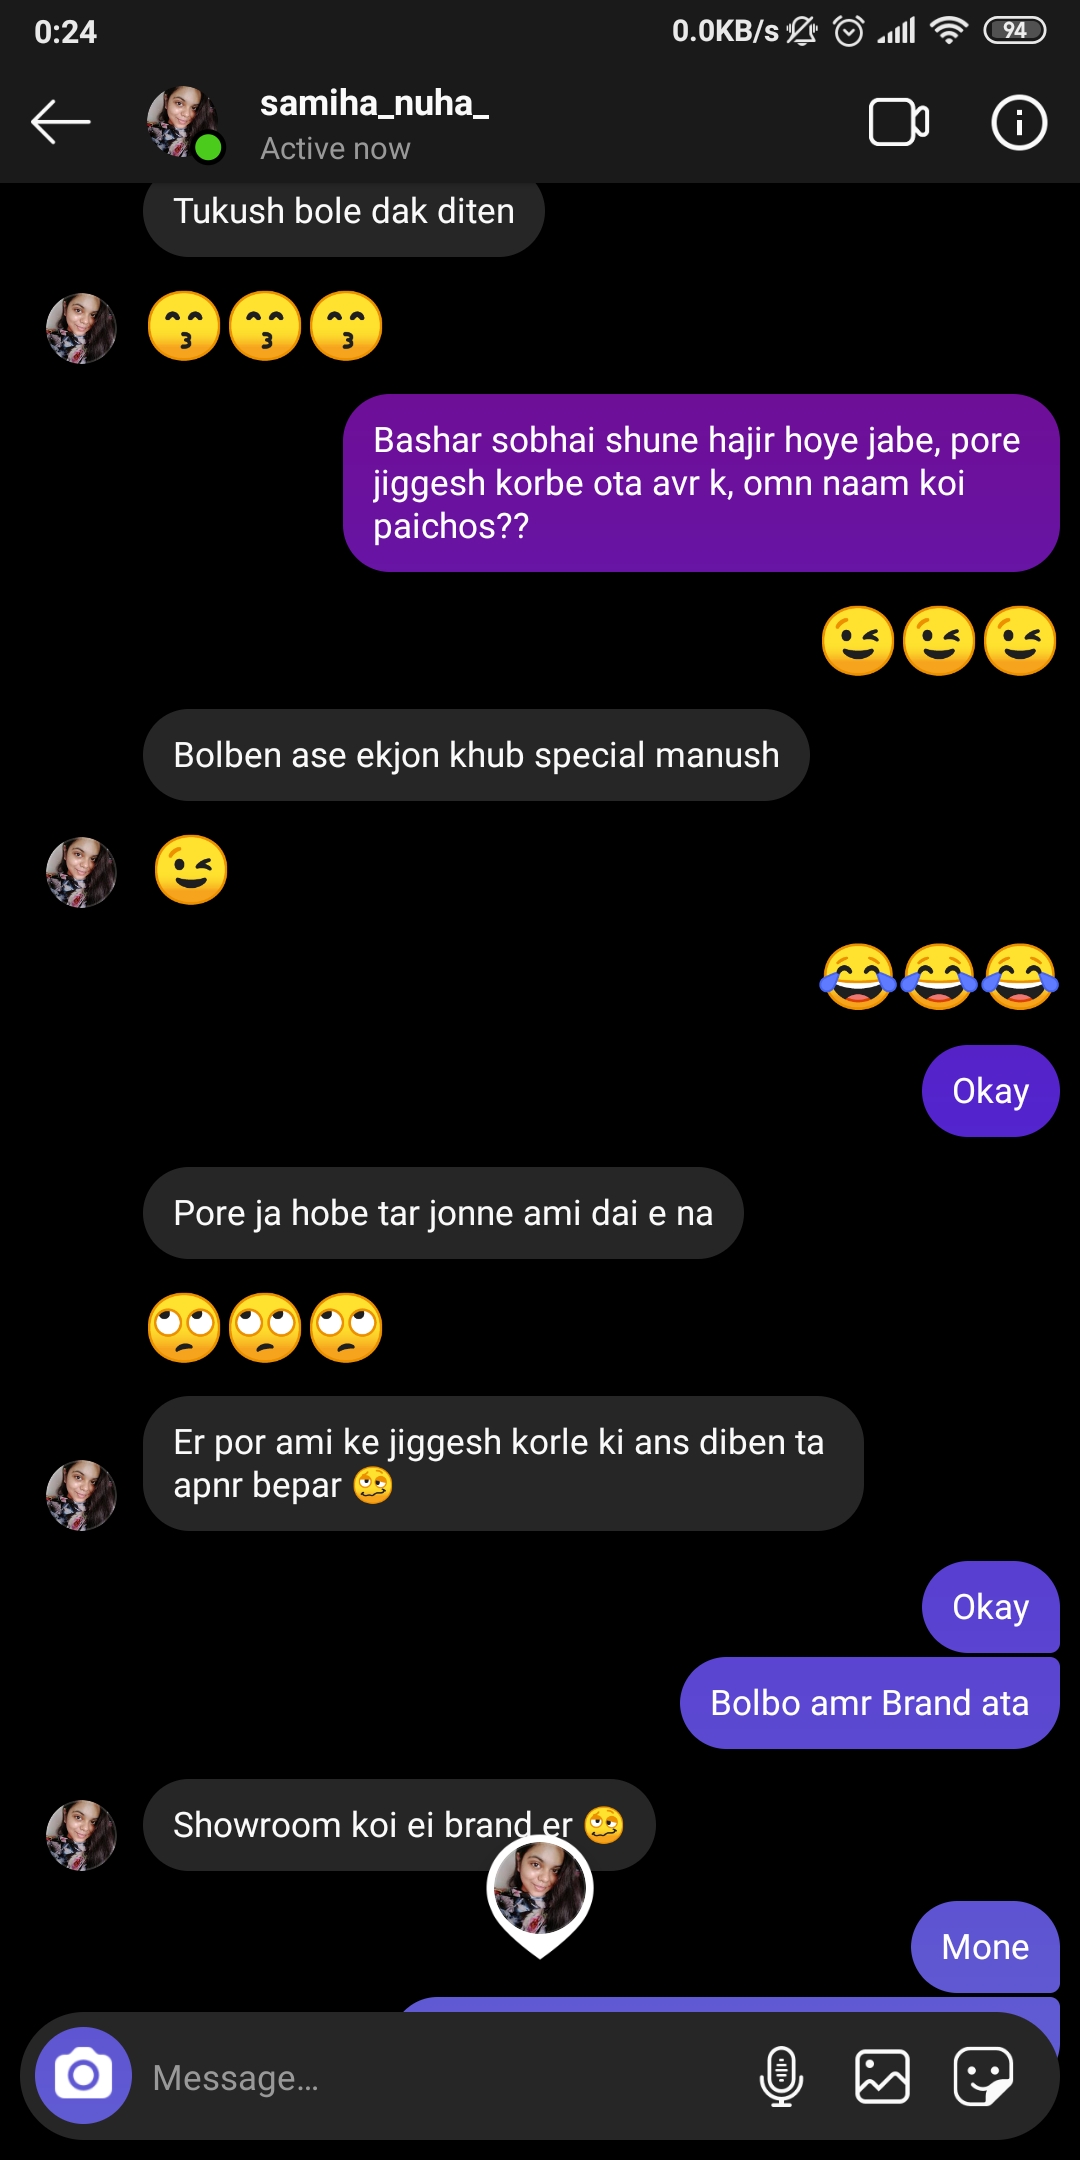 0:24
0.0KB/s
94
samiha_nuha_
Active now
Tukush bole dak diten
😙😙😙
Bashar sobhai shune hajir hoye jabe, pore
jiggesh korbe ota avr k, omn naam koi
paichos??
😉😉😉
Bolben ase ekjon khub special manush
😉
😂😂😂
Okay
Pore ja hobe tar jonne ami dai e na
🙄🙄🙄
Er por ami ke jiggesh korle ki ans diben ta
apnr bepar 🥴
Okay
Bolbo amr Brand ata
Showroom koi ei brand er 🥴
Mone
Message...